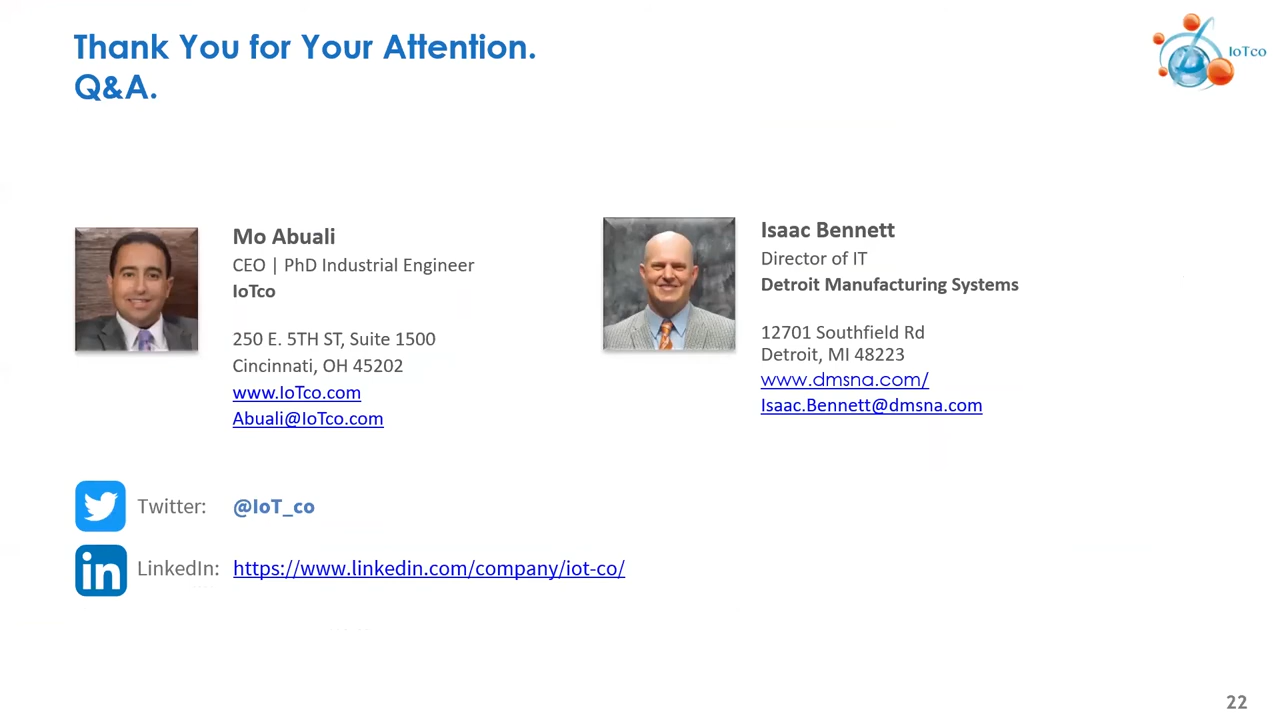 Thank You for Your Attention.
Q&A.
IoTco
Mo Abuali
CEO | PhD Industrial Engineer
IoTco
250 E. 5TH ST, Suite 1500
Cincinnati, OH 45202
www.IoTco.com
Abuali@IoTco.com
Isaac Bennett
Director of IT
Detroit Manufacturing Systems
12701 Southfield Rd
Detroit, MI 48223
www.dmsna.com/
Isaac.Bennett@dmsna.com
Twitter: @IoT_co
in LinkedIn: https://www.linkedin.com/company/iot-co/
22